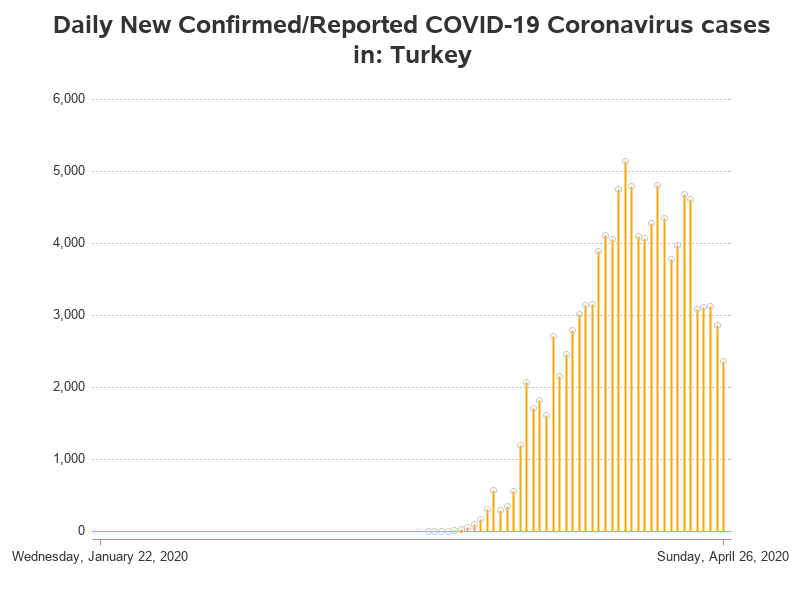 Daily New Confirmed/Reported COVID-19 Coronavirus cases
in: Turkey
6,000
5,000
4,000
3,000
2,000
1,000
0
Wednesday, January 22, 2020
Sunday, April 26, 2020